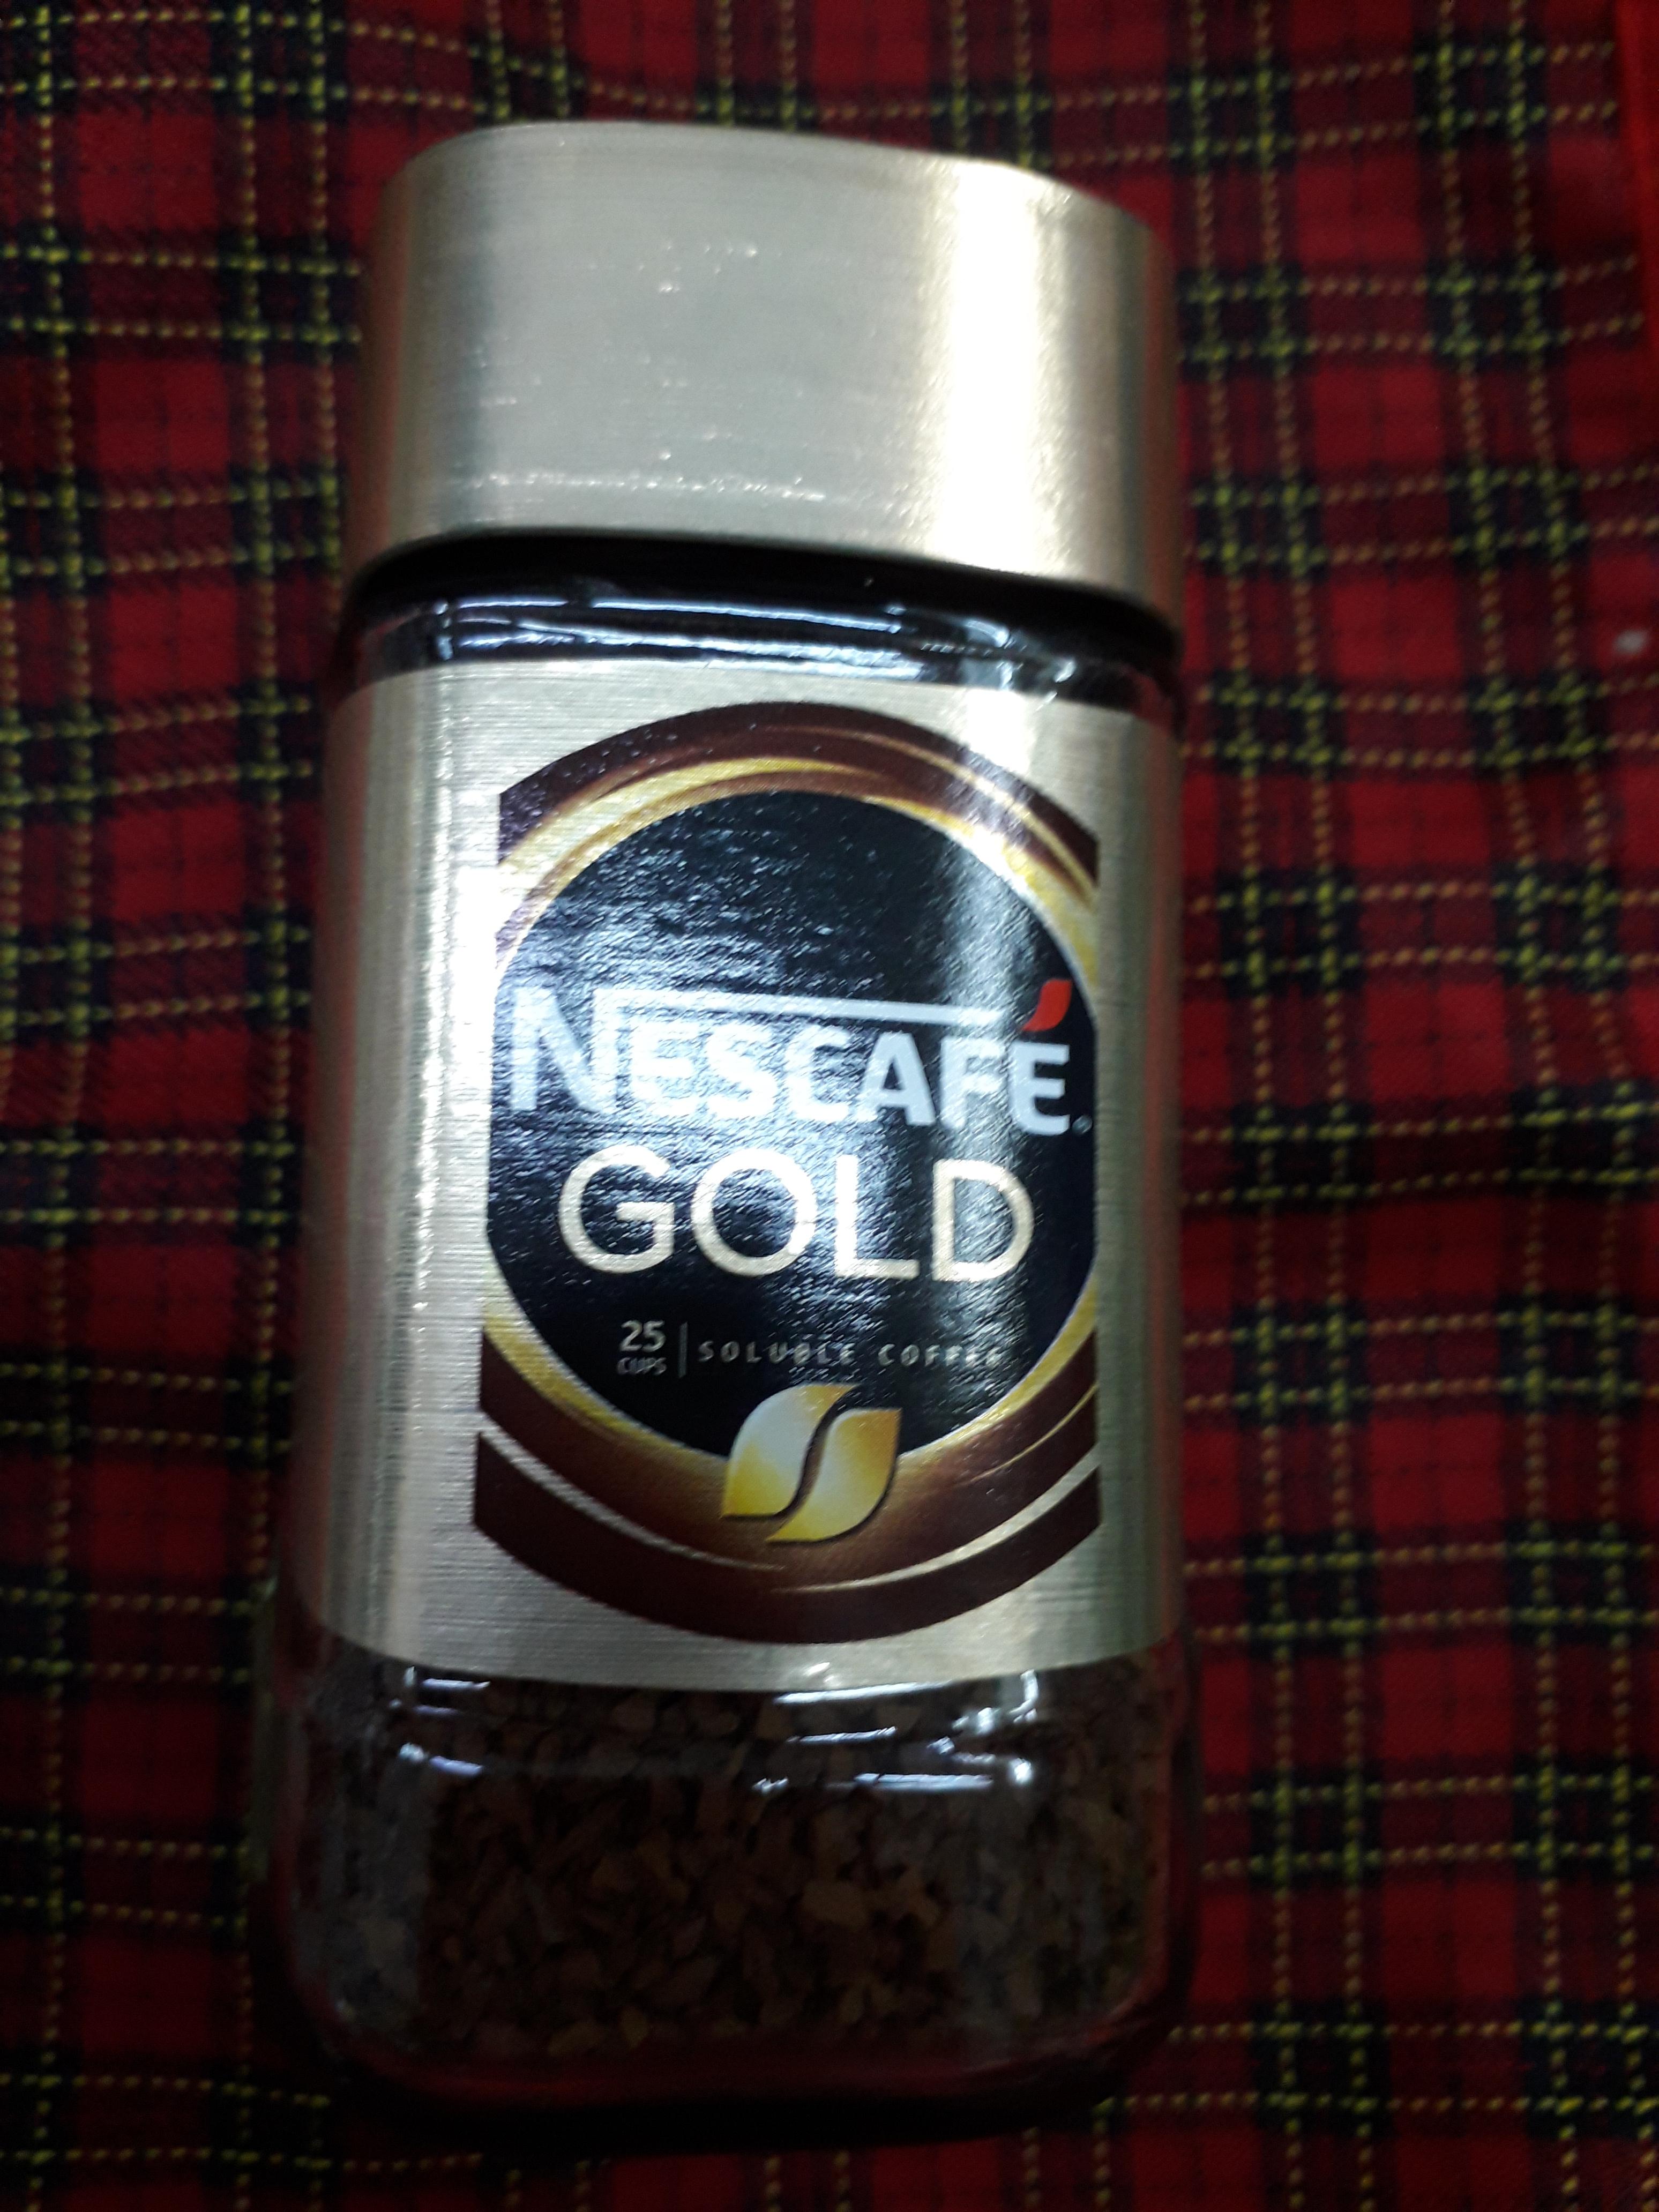 NESCAFÉ®
GOLD
25 CUPS | SOLUBLE COFFEE